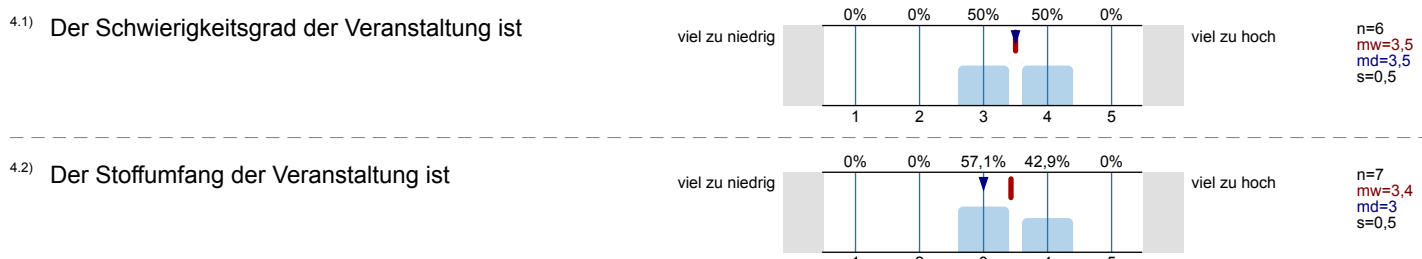 0% 0% 50% 50% 0%
4.1) Der Schwierigkeitsgrad der Veranstaltung ist
viel zu niedrig
viel zu hoch
n=6
mw=3,5
md=3,5
s=0,5
1 2 3 4 5
0% 0% 57,1% 42,9% 0%
4.2) Der Stoffumfang der Veranstaltung ist
viel zu niedrig
viel zu hoch
n=7
mw=3,4
md=3
s=0,5